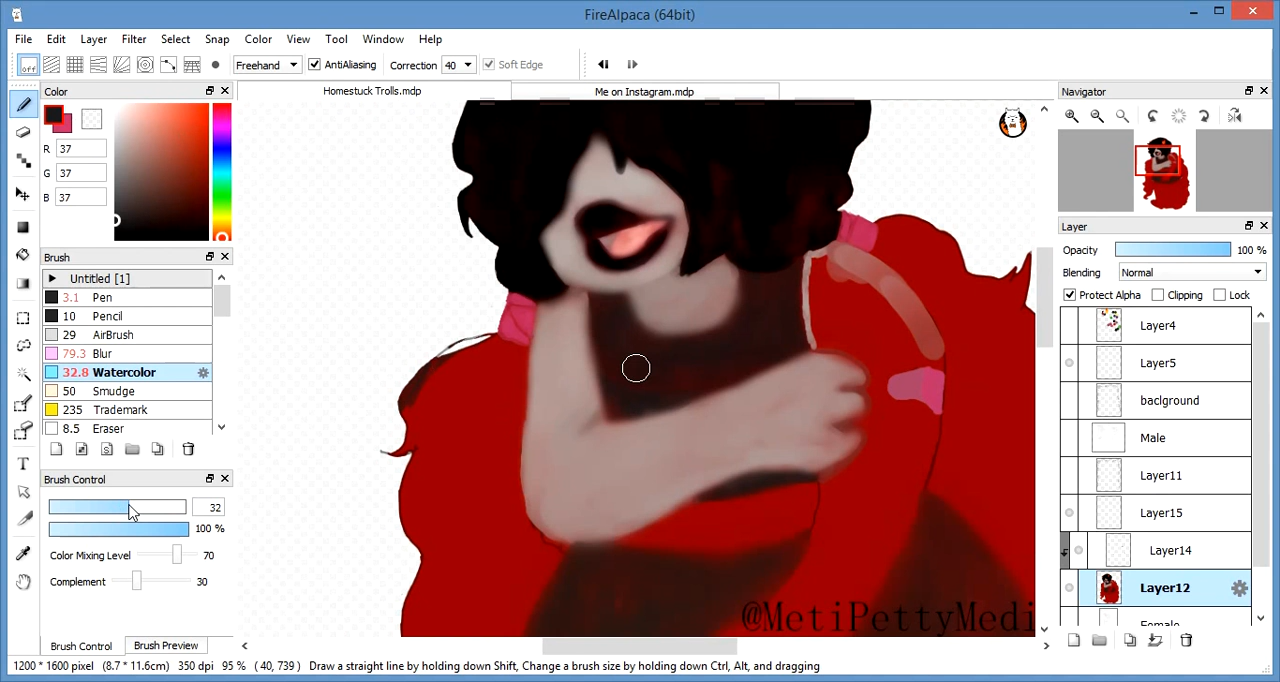 FireAlpaca (64bit)
File Edit Layer Filter Select Snap Color View Tool Window Help
off Freehand AntiAliasing Correction 40 Soft Edge
Color
Homestuck Trolls.mdp Me on Instagram.mdp
Navigator
R 37
G 37
B 37
Brush
Untitled [1]
3.1 Pen
10 Pencil
29 AirBrush
79.3 Blur
32.8 Watercolor
50 Smudge
235 Trademark
8.5 Eraser
S
Brush Control
32
100 %
Color Mixing Level 70
Complement 30
Brush Control Brush Preview
Layer
Opacity 100 %
Blending Normal
Protect Alpha Clipping Lock
Layer4
Layer5
baclground
Male
Layer11
Layer15
Layer14
Layer12
Female
@MetiPettyMedi
1200 * 1600 pixel (8.7 * 11.6cm) 350 dpi 95 % ( 40, 739 ) Draw a straight line by holding down Shift, Change a brush size by holding down Ctrl, Alt, and dragging